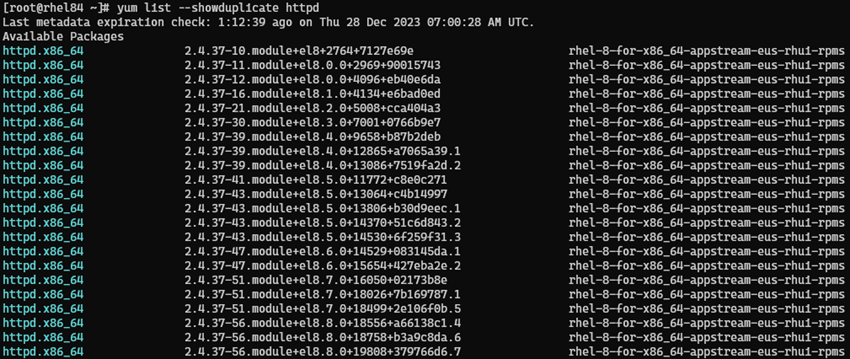 [root@rhel84 ~]# yum list --showduplicate httpd
Last metadata expiration check: 1:12:39 ago on Thu 28 Dec 2023 07:00:28 AM UTC.
Available Packages
httpd.x86_64 2.4.37-10.module+el8+2764+7127e69e rhel-8-for-x86_64-appstream-eus-rhui-rpms
httpd.x86_64 2.4.37-11.module+el8.0.0+2969+90015743 rhel-8-for-x86_64-appstream-eus-rhui-rpms
httpd.x86_64 2.4.37-12.module+el8.0.0+4096+eb40e6da rhel-8-for-x86_64-appstream-eus-rhui-rpms
httpd.x86_64 2.4.37-16.module+el8.1.0+4134+e6bad0ed rhel-8-for-x86_64-appstream-eus-rhui-rpms
httpd.x86_64 2.4.37-21.module+el8.2.0+5008+cca404a3 rhel-8-for-x86_64-appstream-eus-rhui-rpms
httpd.x86_64 2.4.37-30.module+el8.3.0+7001+0766b9e7 rhel-8-for-x86_64-appstream-eus-rhui-rpms
httpd.x86_64 2.4.37-39.module+el8.4.0+9658+b87b2deb rhel-8-for-x86_64-appstream-eus-rhui-rpms
httpd.x86_64 2.4.37-39.module+el8.4.0+12865+a7065a39.1 rhel-8-for-x86_64-appstream-eus-rhui-rpms
httpd.x86_64 2.4.37-39.module+el8.4.0+13086+7519fa2d.2 rhel-8-for-x86_64-appstream-eus-rhui-rpms
httpd.x86_64 2.4.37-41.module+el8.5.0+11772+c8e0c271 rhel-8-for-x86_64-appstream-eus-rhui-rpms
httpd.x86_64 2.4.37-43.module+el8.5.0+13064+c4b14997 rhel-8-for-x86_64-appstream-eus-rhui-rpms
httpd.x86_64 2.4.37-43.module+el8.5.0+13806+b30d9eec.1 rhel-8-for-x86_64-appstream-eus-rhui-rpms
httpd.x86_64 2.4.37-43.module+el8.5.0+14370+51c6d843.2 rhel-8-for-x86_64-appstream-eus-rhui-rpms
httpd.x86_64 2.4.37-43.module+el8.5.0+14530+6f259f31.3 rhel-8-for-x86_64-appstream-eus-rhui-rpms
httpd.x86_64 2.4.37-47.module+el8.6.0+14529+083145da.1 rhel-8-for-x86_64-appstream-eus-rhui-rpms
httpd.x86_64 2.4.37-47.module+el8.6.0+15654+427eba2e.2 rhel-8-for-x86_64-appstream-eus-rhui-rpms
httpd.x86_64 2.4.37-51.module+el8.7.0+16050+02173b8e rhel-8-for-x86_64-appstream-eus-rhui-rpms
httpd.x86_64 2.4.37-51.module+el8.7.0+18026+7b169787.1 rhel-8-for-x86_64-appstream-eus-rhui-rpms
httpd.x86_64 2.4.37-51.module+el8.7.0+18499+2e106f0b.5 rhel-8-for-x86_64-appstream-eus-rhui-rpms
httpd.x86_64 2.4.37-56.module+el8.8.0+18556+a66138c1.4 rhel-8-for-x86_64-appstream-eus-rhui-rpms
httpd.x86_64 2.4.37-56.module+el8.8.0+18758+b3a9c8da.6 rhel-8-for-x86_64-appstream-eus-rhui-rpms
httpd.x86_64 2.4.37-56.module+el8.8.0+19808+379766d6.7 rhel-8-for-x86_64-appstream-eus-rhui-rpms